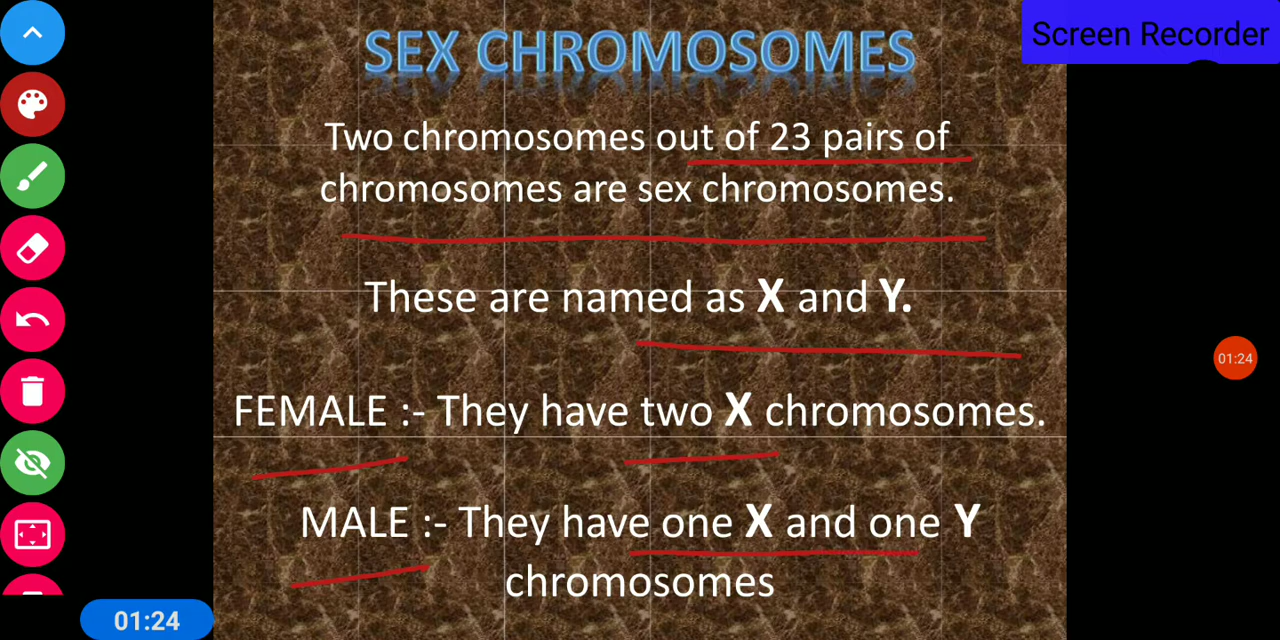 Screen Recorder
SEX CHROMOSOMES
Two chromosomes out of 23 pairs of
chromosomes are sex chromosomes.
These are named as X and Y.
01:24
FEMALE :- They have two X chromosomes.
MALE :- They have one X and one Y
chromosomes
01:24